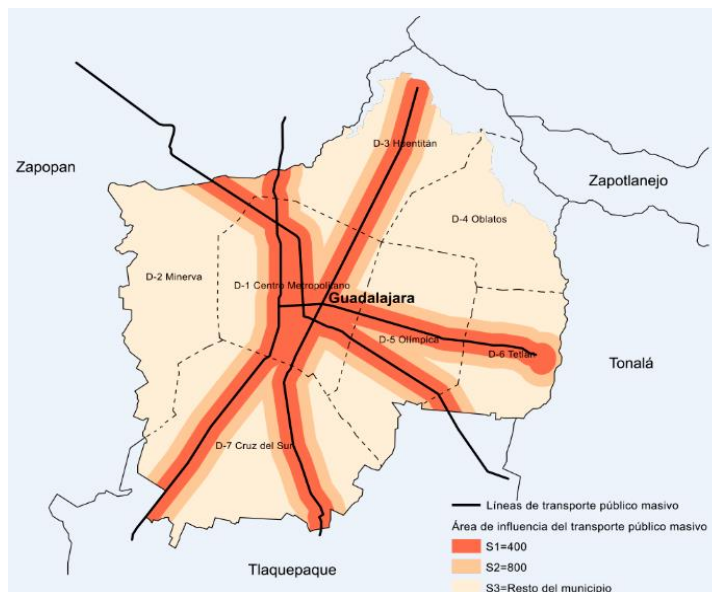 D-3 Huentitán
Zapopan
Zapotlanejo
D-4 Oblatos
D-2 Minerva
D-1 Centro Metropolitano
Guadalajara
D-5 Olímpica
D-6 Tetlán
Tonalá
D-7 Cruz del Sur
Líneas de transporte público masivo
Área de influencia del transporte público masivo
S1=400
S2=800
Tlaquepaque
S3=Resto del municipio